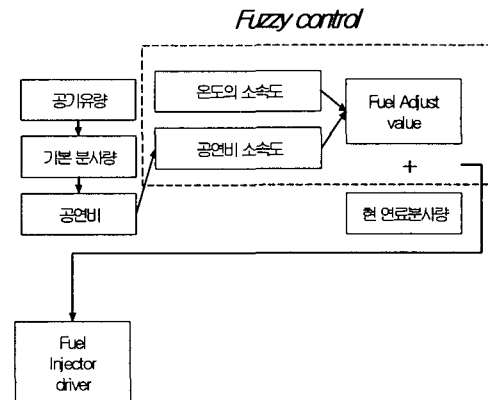 Fuzzy control
공기유량
기본 분사량
공연비
온도의 소속도
공연비 소속도
Fuel Adjust
value
+
현 연료분사량
Fuel
Injector
driver